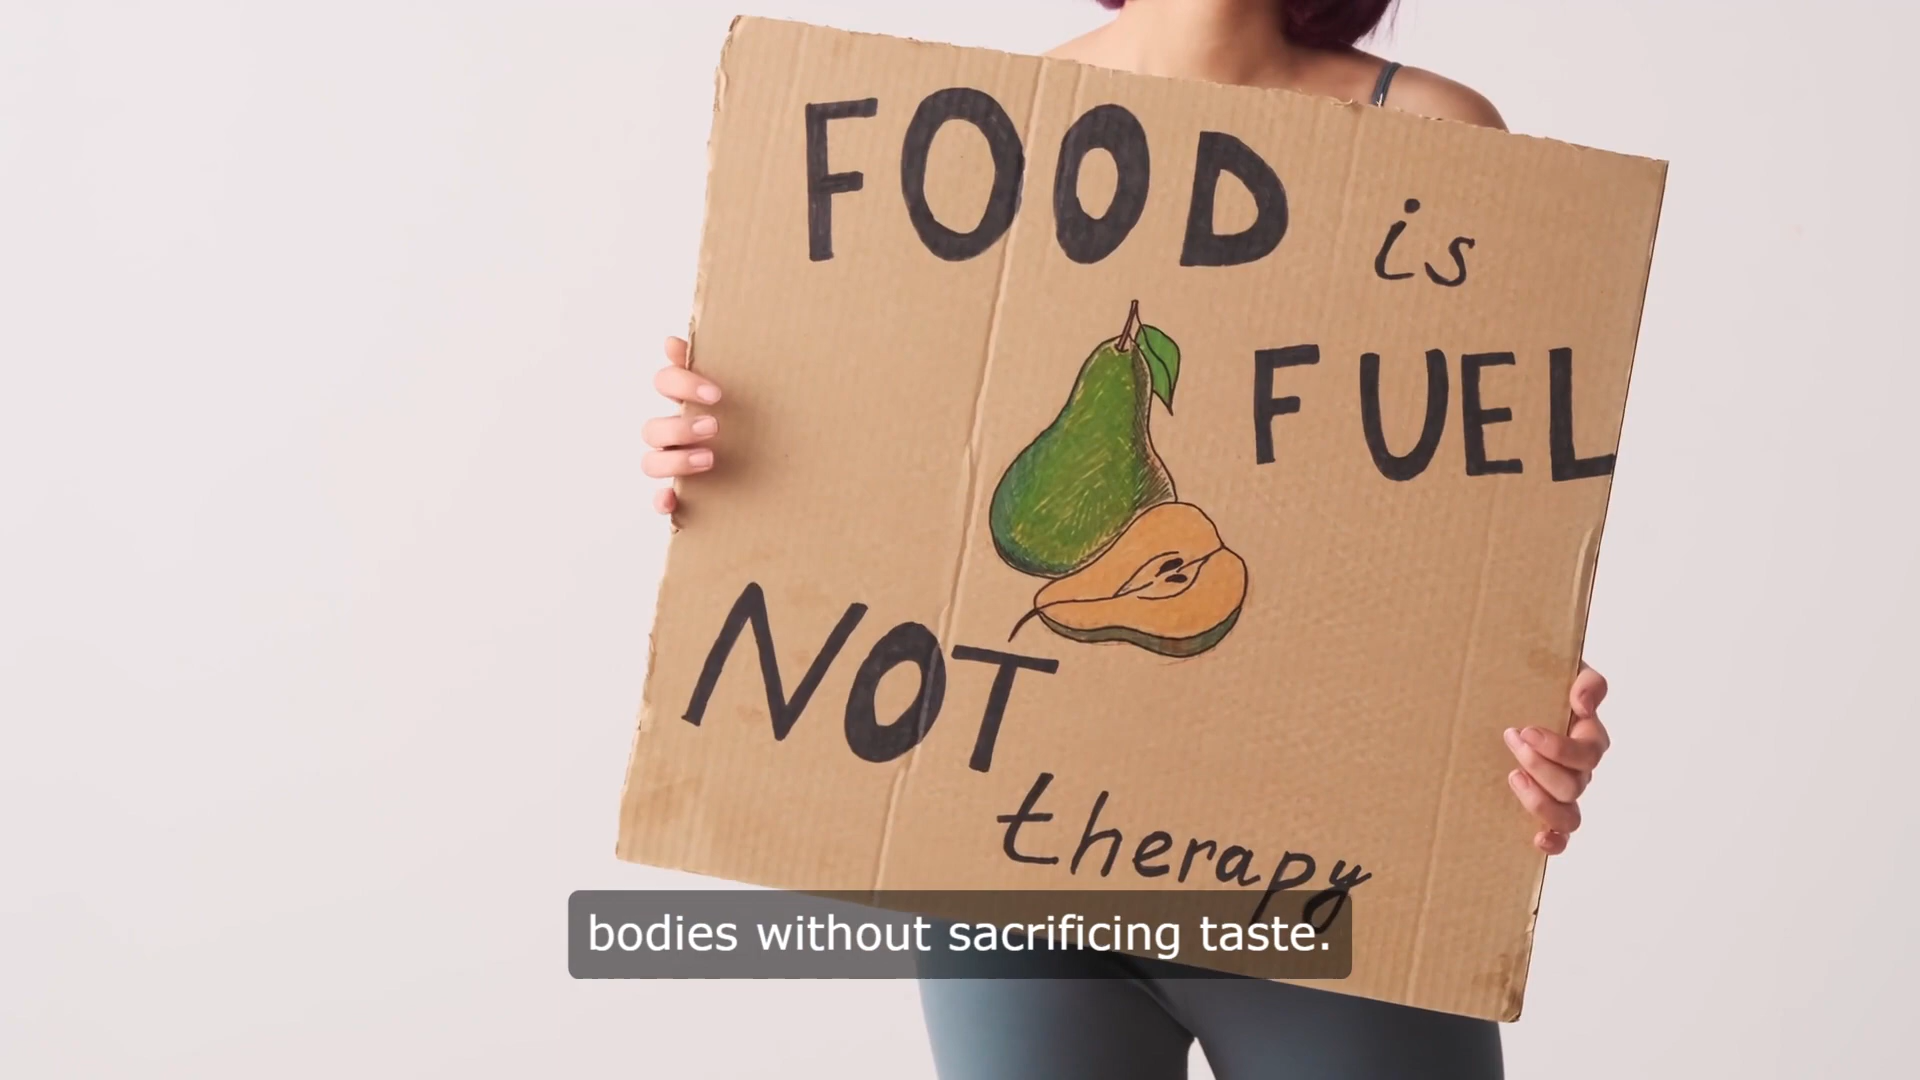 FOOD is
FUEL
NOT
therapy
bodies without sacrificing taste.